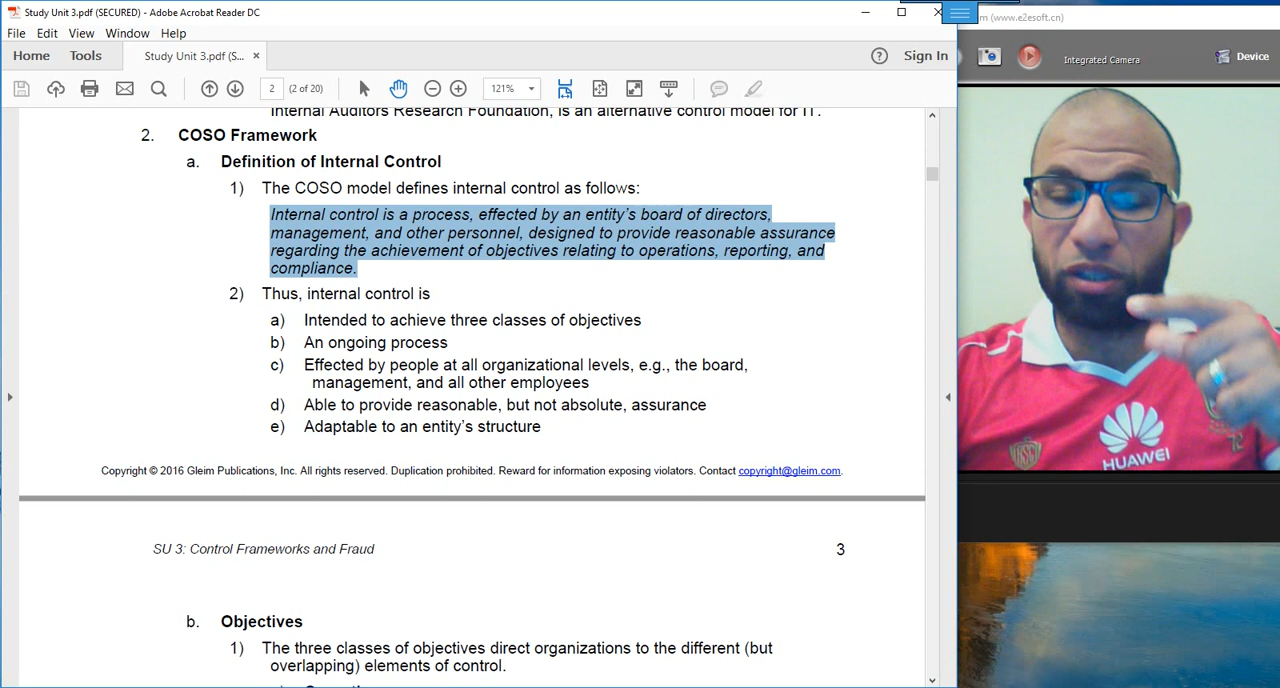 Study Unit 3.pdf (SECURED) - Adobe Acrobat Reader DC
m (www.e2esoft.cn)
File Edit View Window Help
Home Tools Study Unit 3.pdf (S... × Sign In
Integrated Camera Device
2 (2 of 20) 121%
Internal Auditors Research Foundation, is an alternative control model for IT.
2. COSO Framework
a. Definition of Internal Control
1) The COSO model defines internal control as follows:
Internal control is a process, effected by an entity's board of directors,
management, and other personnel, designed to provide reasonable assurance
regarding the achievement of objectives relating to operations, reporting, and
compliance.
2) Thus, internal control is
a) Intended to achieve three classes of objectives
b) An ongoing process
c) Effected by people at all organizational levels, e.g., the board,
management, and all other employees
d) Able to provide reasonable, but not absolute, assurance
e) Adaptable to an entity's structure
Copyright © 2016 Gleim Publications, Inc. All rights reserved. Duplication prohibited. Reward for information exposing violators. Contact copyright@gleim.com.
SU 3: Control Frameworks and Fraud 3
b. Objectives
1) The three classes of objectives direct organizations to the different (but
overlapping) elements of control.
HUAWEI